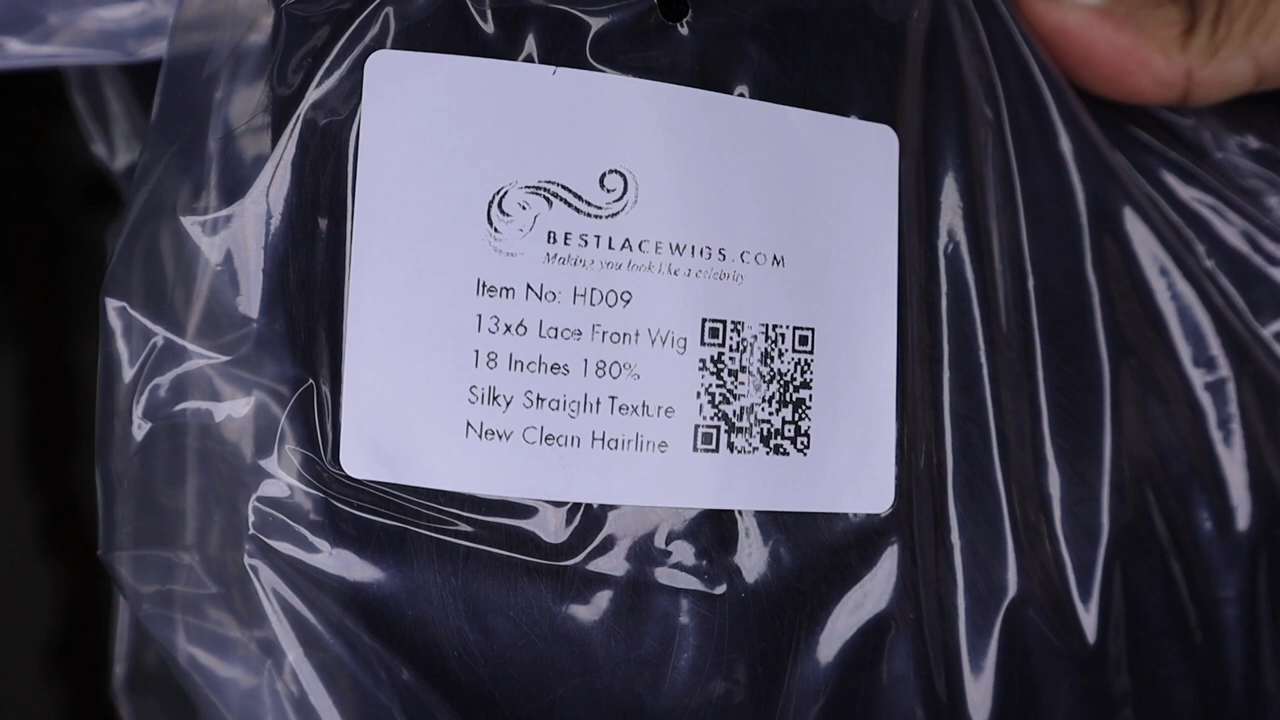 BESTLACEWIGS.COM
Making you look like a celebrity
Item No: HD09
13x6 Lace Front Wig
18 Inches 180%
Silky Straight Texture
New Clean Hairline